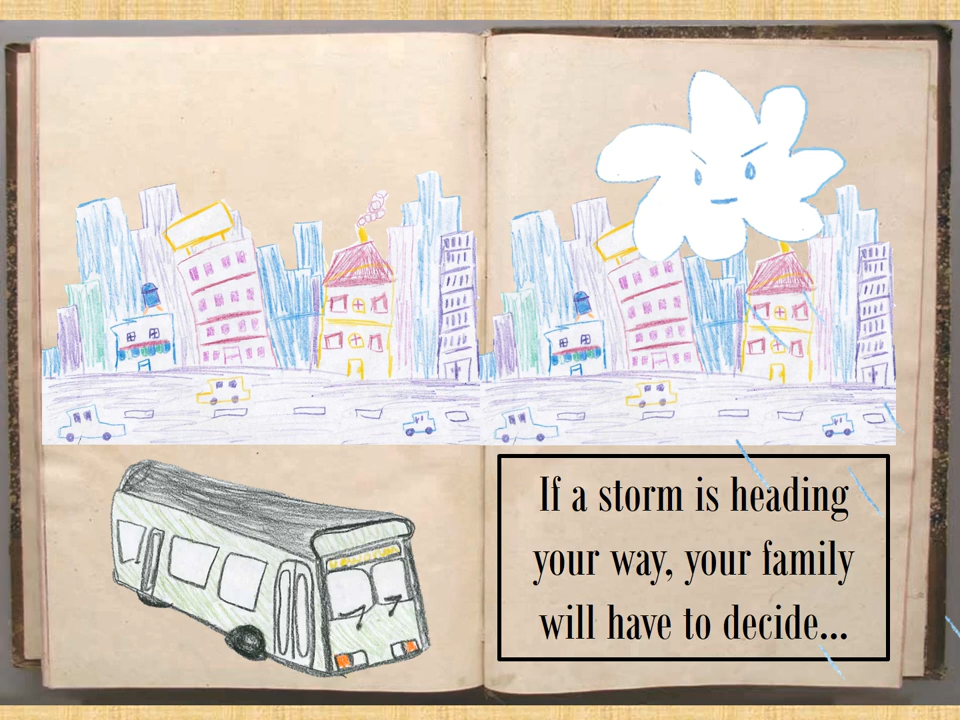 If a storm is heading
your way, your family
will have to decide...